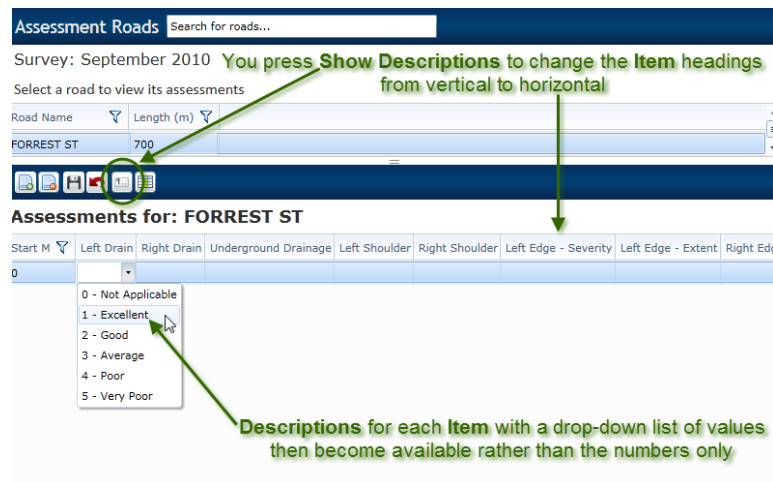 Assessment Roads Search for roads...
Survey: September 2010
You press Show Descriptions to change the Item headings
from vertical to horizontal
Select a road to view its assessments
Road Name Length (m)
FORREST ST 700
1...
Assessments for: FORREST ST
Start M Left Drain Right Drain Underground Drainage Left Shoulder Right Shoulder Left Edge - Severity Left Edge - Extent Right Edg
0
0 - Not Applicable
1 - Excellent
2 - Good
3 - Average
4 - Poor
5 - Very Poor
Descriptions for each Item with a drop-down list of values
then become available rather than the numbers only